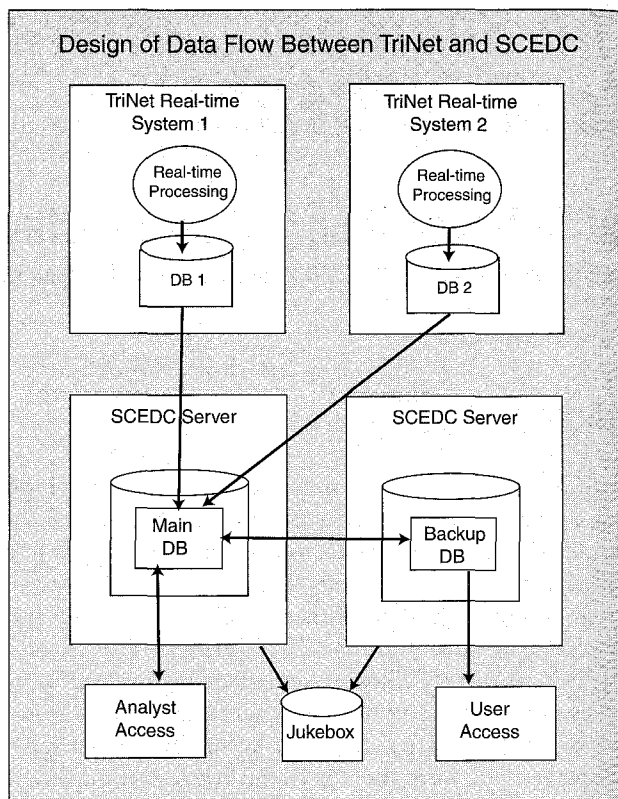 Design of Data Flow Between TriNet and SCEDC
TriNet Real-time
System 1
Real-time
Processing
DB 1
TriNet Real-time
System 2
Real-time
Processing
DB 2
SCEDC Server
Main
DB
SCEDC Server
Backup
DB
Analyst
Access
Jukebox
User
Access